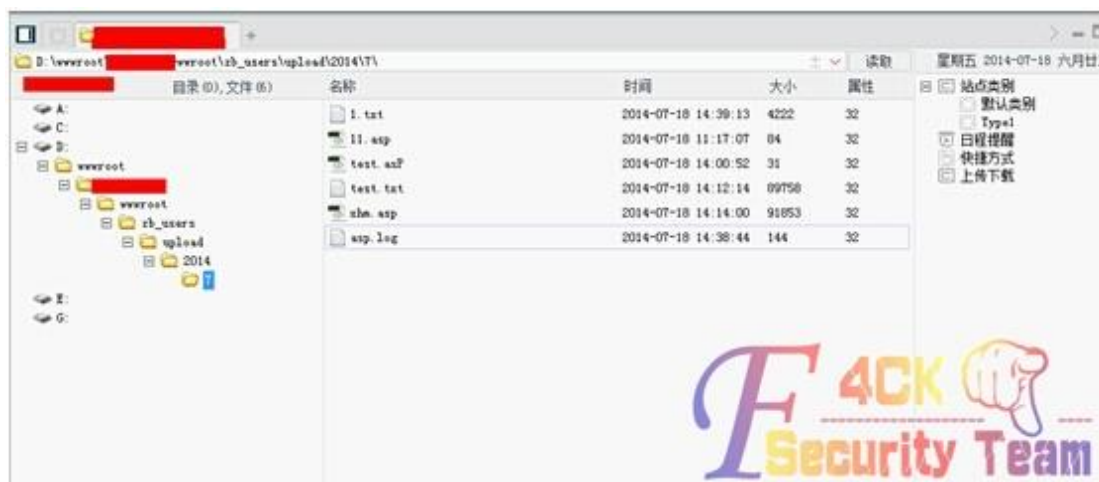 D:\wwwroot\ wwroot\zb_users\upload\2014\7\ 读取 星期五 2014-07-18 六月廿
目录(0),文件(6) 名称 时间 大小 属性
A:
C:
D:
wwwroot
wwwroot
zb_users
upload
2014
7
E:
G:
1.txt 2014-07-18 14:39:13 4222 32
11.asp 2014-07-18 11:17:07 84 32
test.asP 2014-07-18 14:00:52 31 32
test.txt 2014-07-18 14:12:14 89758 32
zhm.asp 2014-07-18 14:14:00 91853 32
asp.log 2014-07-18 14:38:44 144 32
站点类别
默认类别
Type1
日程提醒
快捷方式
上传下载
F4CK
Security Team